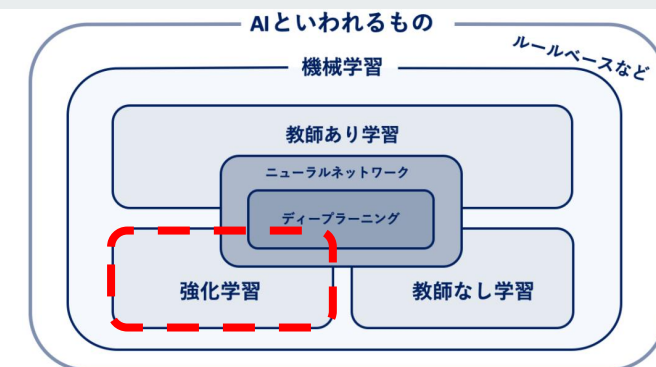 AIといわれるもの
ルールベースなど
機械学習
教師あり学習
ニューラルネットワーク
ディープラーニング
強化学習
教師なし学習